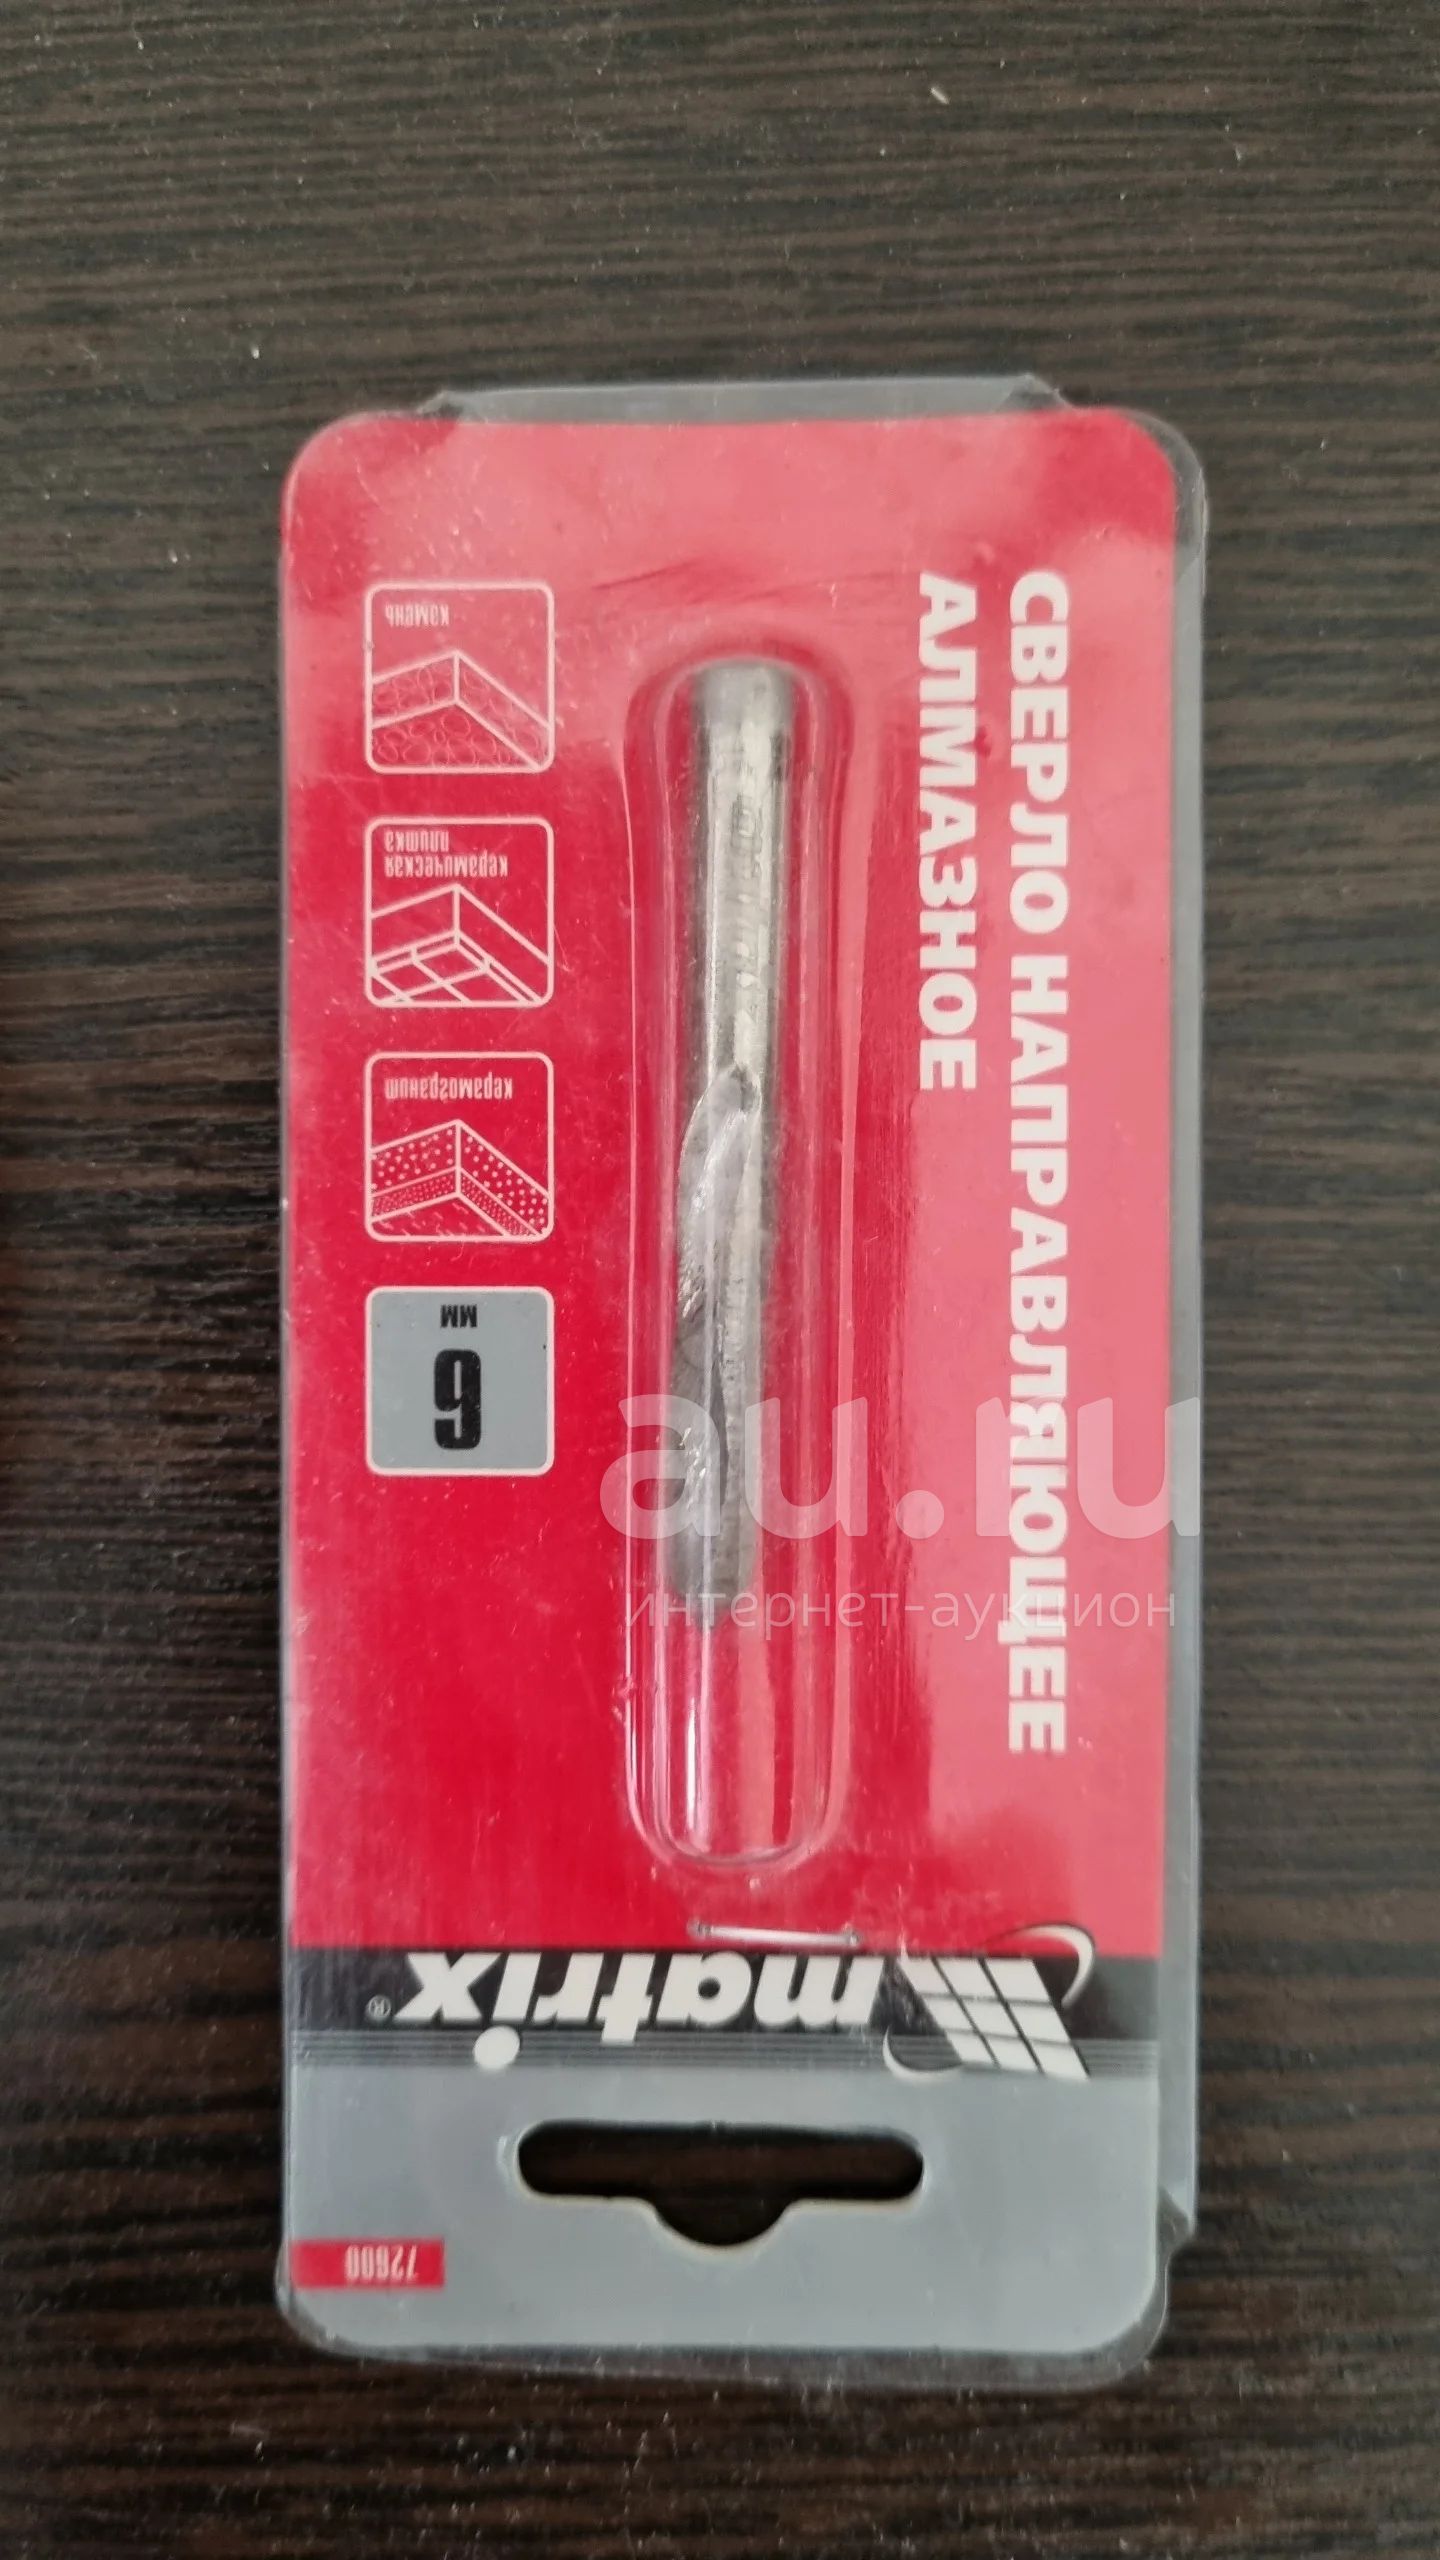 72600
matrix®
СВЕРЛО НАПРАВЛЯЮЩЕЕ
АЛМАЗНОЕ
6
мм
керамогранит
керамическая
плитка
камень
au.ru
интернет-аукцион